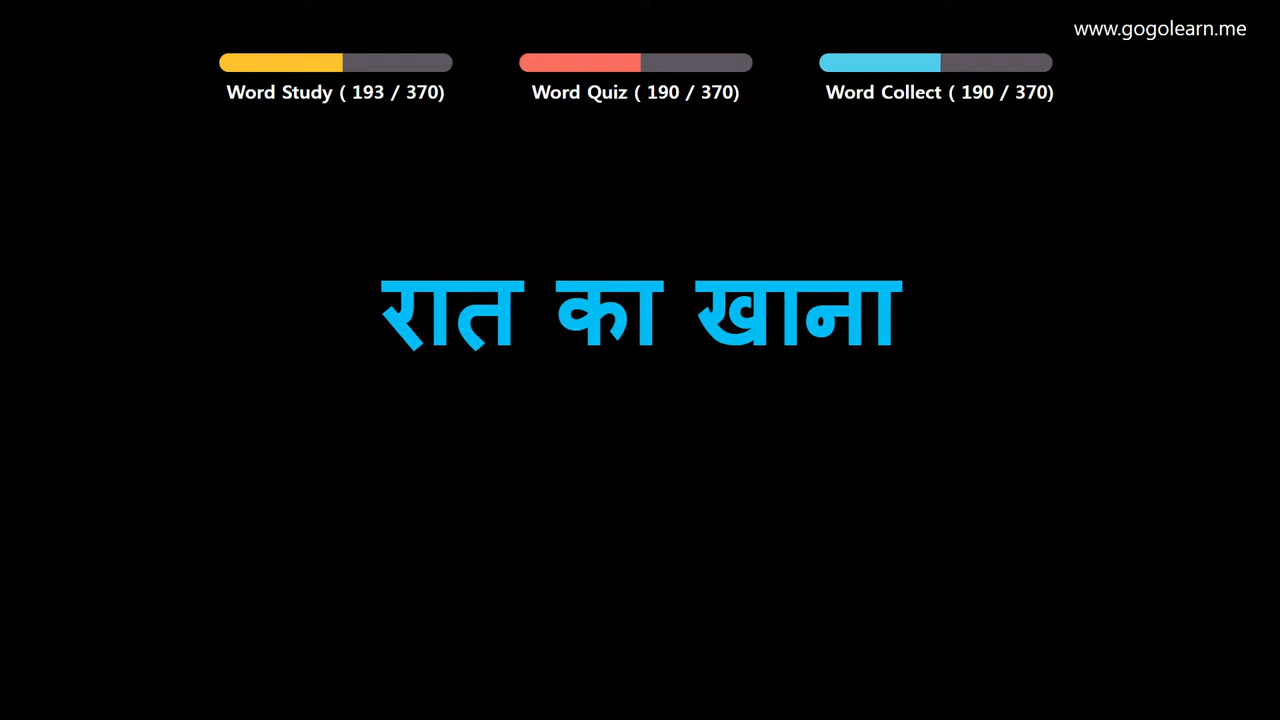 www.gogolearn.me
Word Study ( 193 / 370)
Word Quiz ( 190 / 370)
Word Collect ( 190 / 370)
रात का खाना